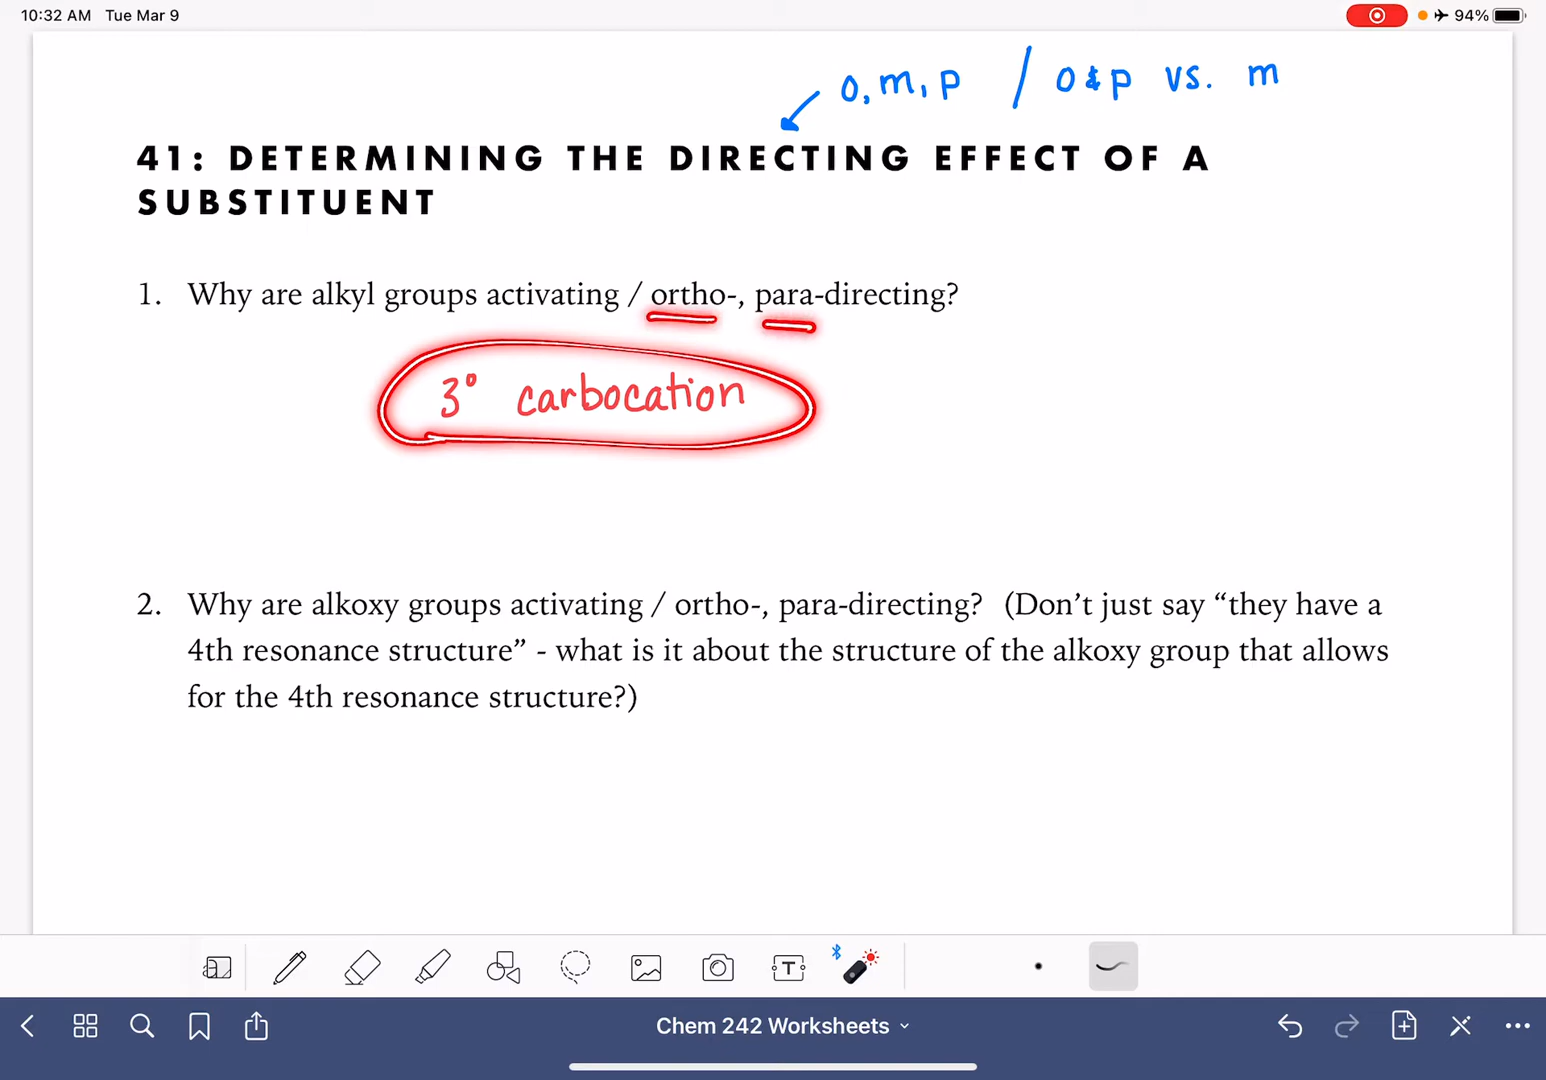 10:32 AM Tue Mar 9
94%
o, m, p / o & p vs. m
41: DETERMINING THE DIRECTING EFFECT OF A
SUBSTITUENT
1. Why are alkyl groups activating / ortho-, para-directing?
3° carbocation
2. Why are alkoxy groups activating / ortho-, para-directing? (Don’t just say “they have a
4th resonance structure” - what is it about the structure of the alkoxy group that allows
for the 4th resonance structure?)
Chem 242 Worksheets